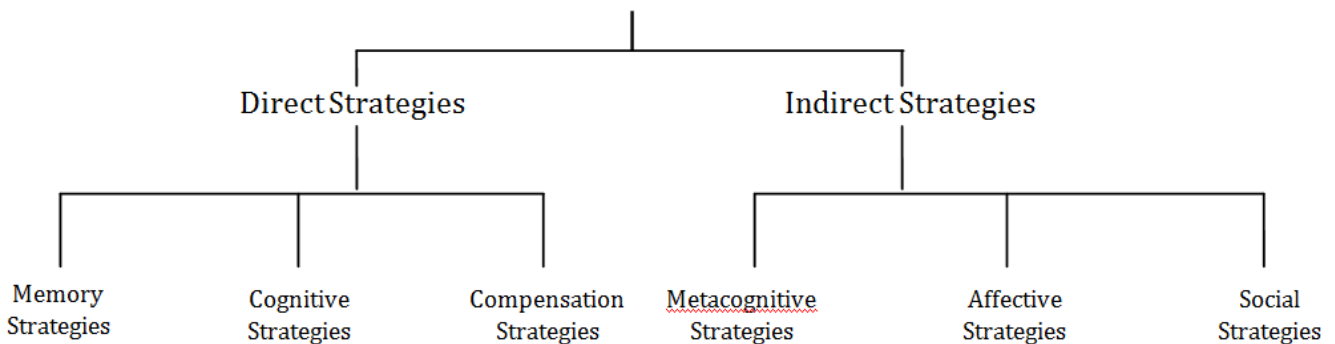 Direct Strategies
Indirect Strategies
Memory
Strategies
Cognitive
Strategies
Compensation
Strategies
Metacognitive
Strategies
Affective
Strategies
Social
Strategies